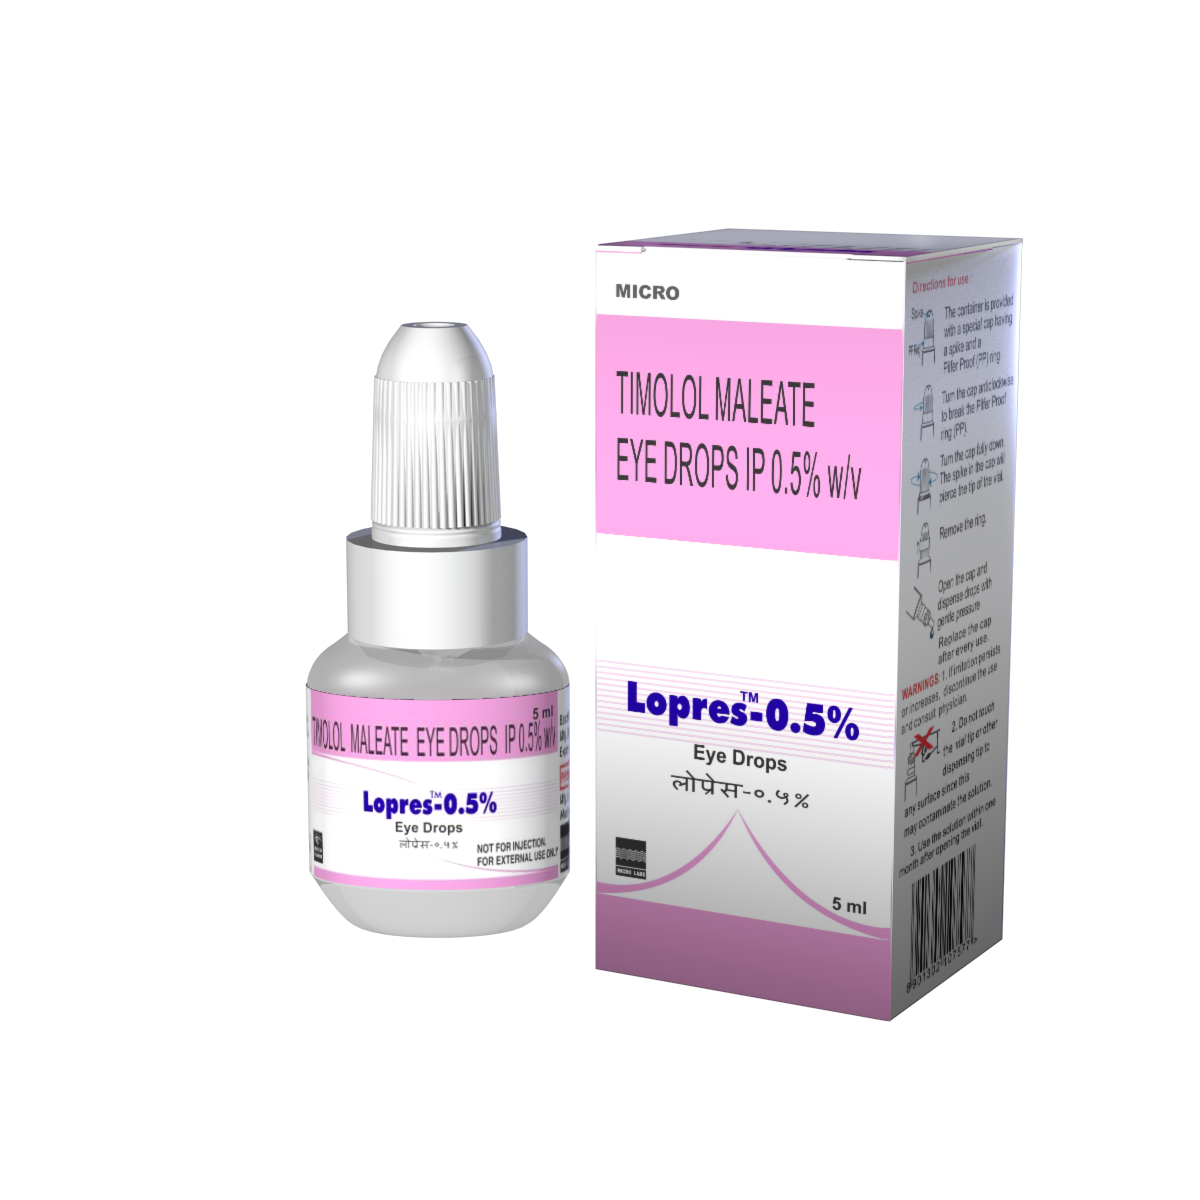 TIMOLOL MALEATE EYE DROPS IP 0.5% w/v
5 ml
Lopres™-0.5%
Eye Drops
लोप्रेस-०.५%
NOT FOR INJECTION.
FOR EXTERNAL USE ONLY
MICRO
TIMOLOL MALEATE
EYE DROPS IP 0.5% w/v
Lopres™-0.5%
Eye Drops
लोप्रेस-०.५%
MICRO LABS
5 ml
Directions for use :
Spike
The container is provided
with a special cap having
a spike and a
Pilfer Proof (PP) ring
Turn the cap anticlockwise
to break the Pilfer Proof
ring (PP).
Turn the cap fully down.
The spike in the cap will
pierce the tip of the vial.
Remove the ring.
Open the cap and
dispense drops with
gentle pressure
Replace the cap
after every use.
WARNINGS: 1. If irritation persists
or increases, discontinue the use
and consult physician.
2. Do not touch
the vial tip or other
dispensing tip to
any surface since this
may contaminate the solution.
3. Use the solution within one
month after opening the vial.